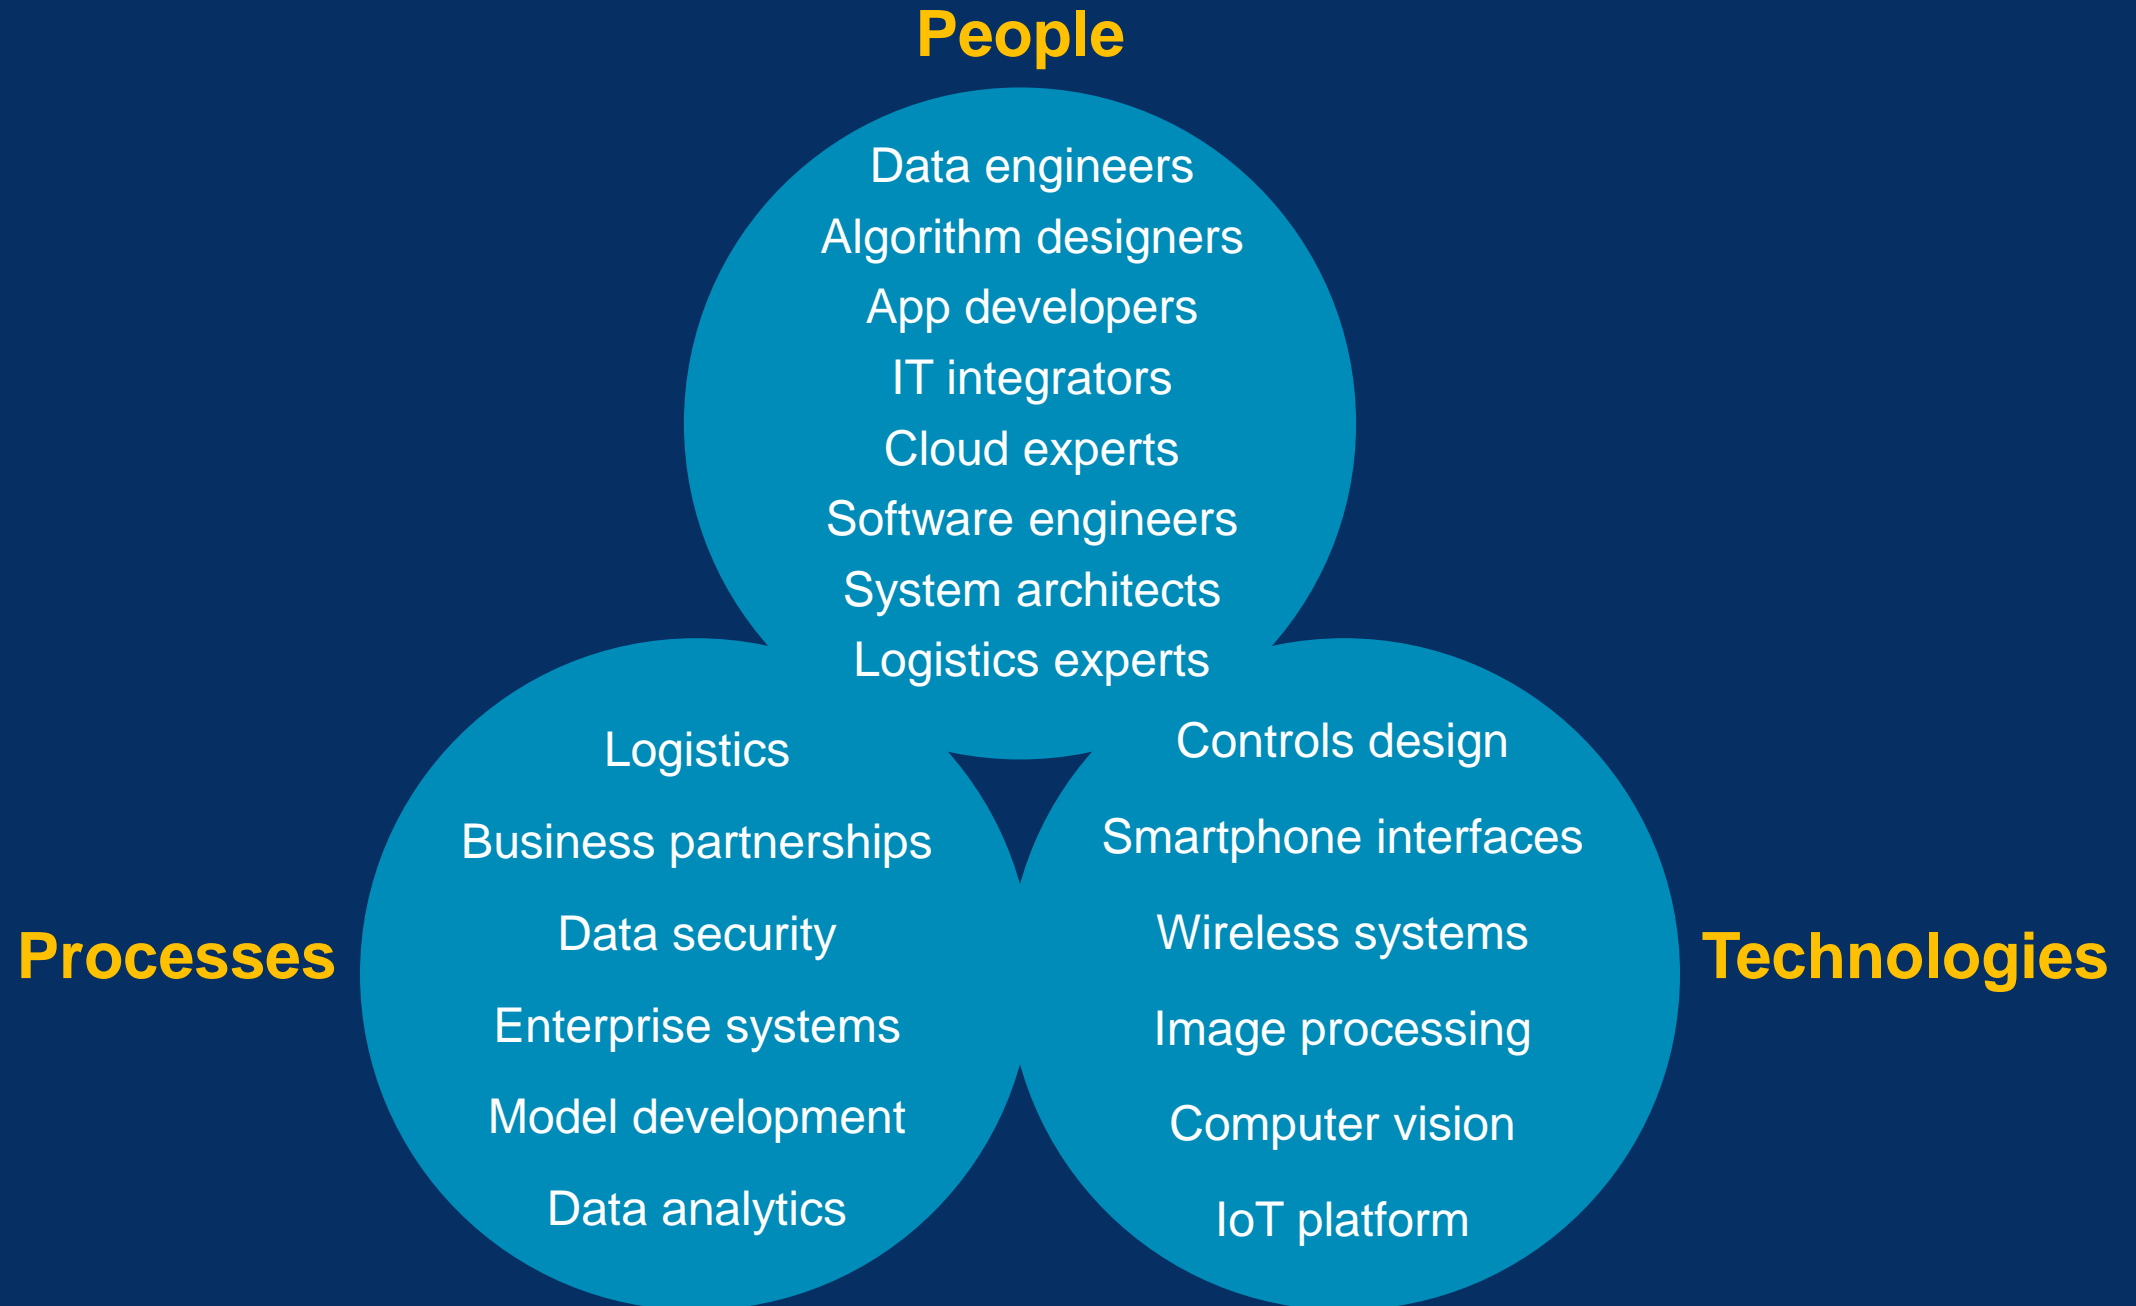 People
Data engineers
Algorithm designers
App developers
IT integrators
Cloud experts
Software engineers
System architects
Logistics experts
Processes
Logistics
Business partnerships
Data security
Enterprise systems
Model development
Data analytics
Technologies
Controls design
Smartphone interfaces
Wireless systems
Image processing
Computer vision
IoT platform